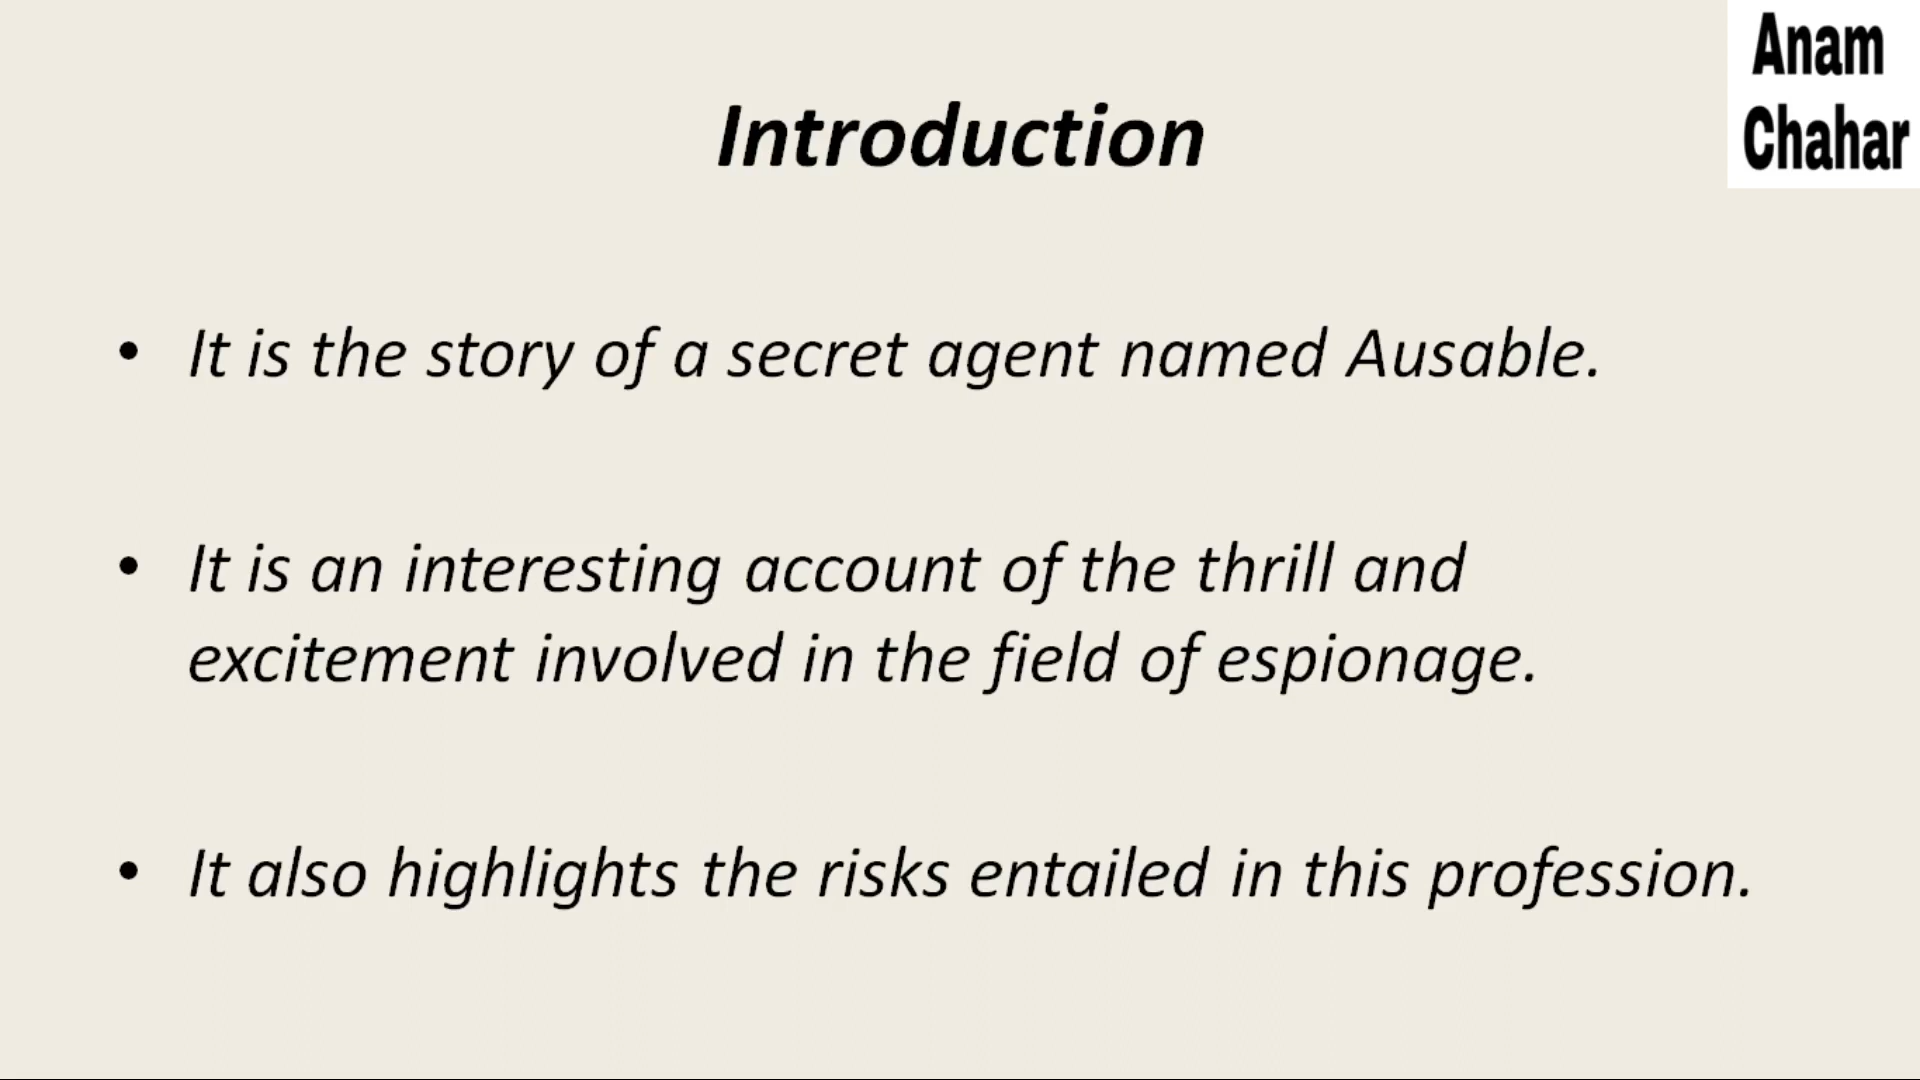 Anam
Chahar
Introduction
• It is the story of a secret agent named Ausable.
• It is an interesting account of the thrill and
excitement involved in the field of espionage.
• It also highlights the risks entailed in this profession.